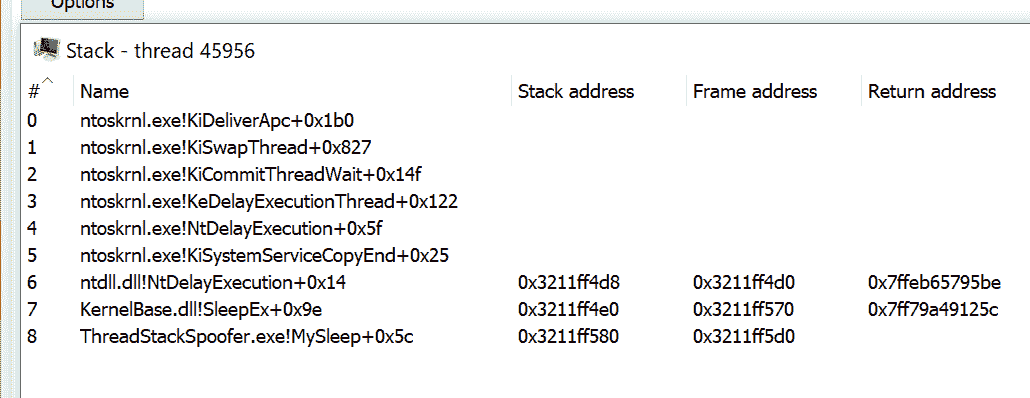 Options
Stack - thread 45956
# Name Stack address Frame address Return address
0 ntoskrnl.exe!KiDeliverApc+0x1b0
1 ntoskrnl.exe!KiSwapThread+0x827
2 ntoskrnl.exe!KiCommitThreadWait+0x14f
3 ntoskrnl.exe!KeDelayExecutionThread+0x122
4 ntoskrnl.exe!NtDelayExecution+0x5f
5 ntoskrnl.exe!KiSystemServiceCopyEnd+0x25
6 ntdll.dll!NtDelayExecution+0x14 0x3211ff4d8 0x3211ff4d0 0x7ffeb65795be
7 KernelBase.dll!SleepEx+0x9e 0x3211ff4e0 0x3211ff570 0x7ff79a49125c
8 ThreadStackSpoofer.exe!MySleep+0x5c 0x3211ff580 0x3211ff5d0